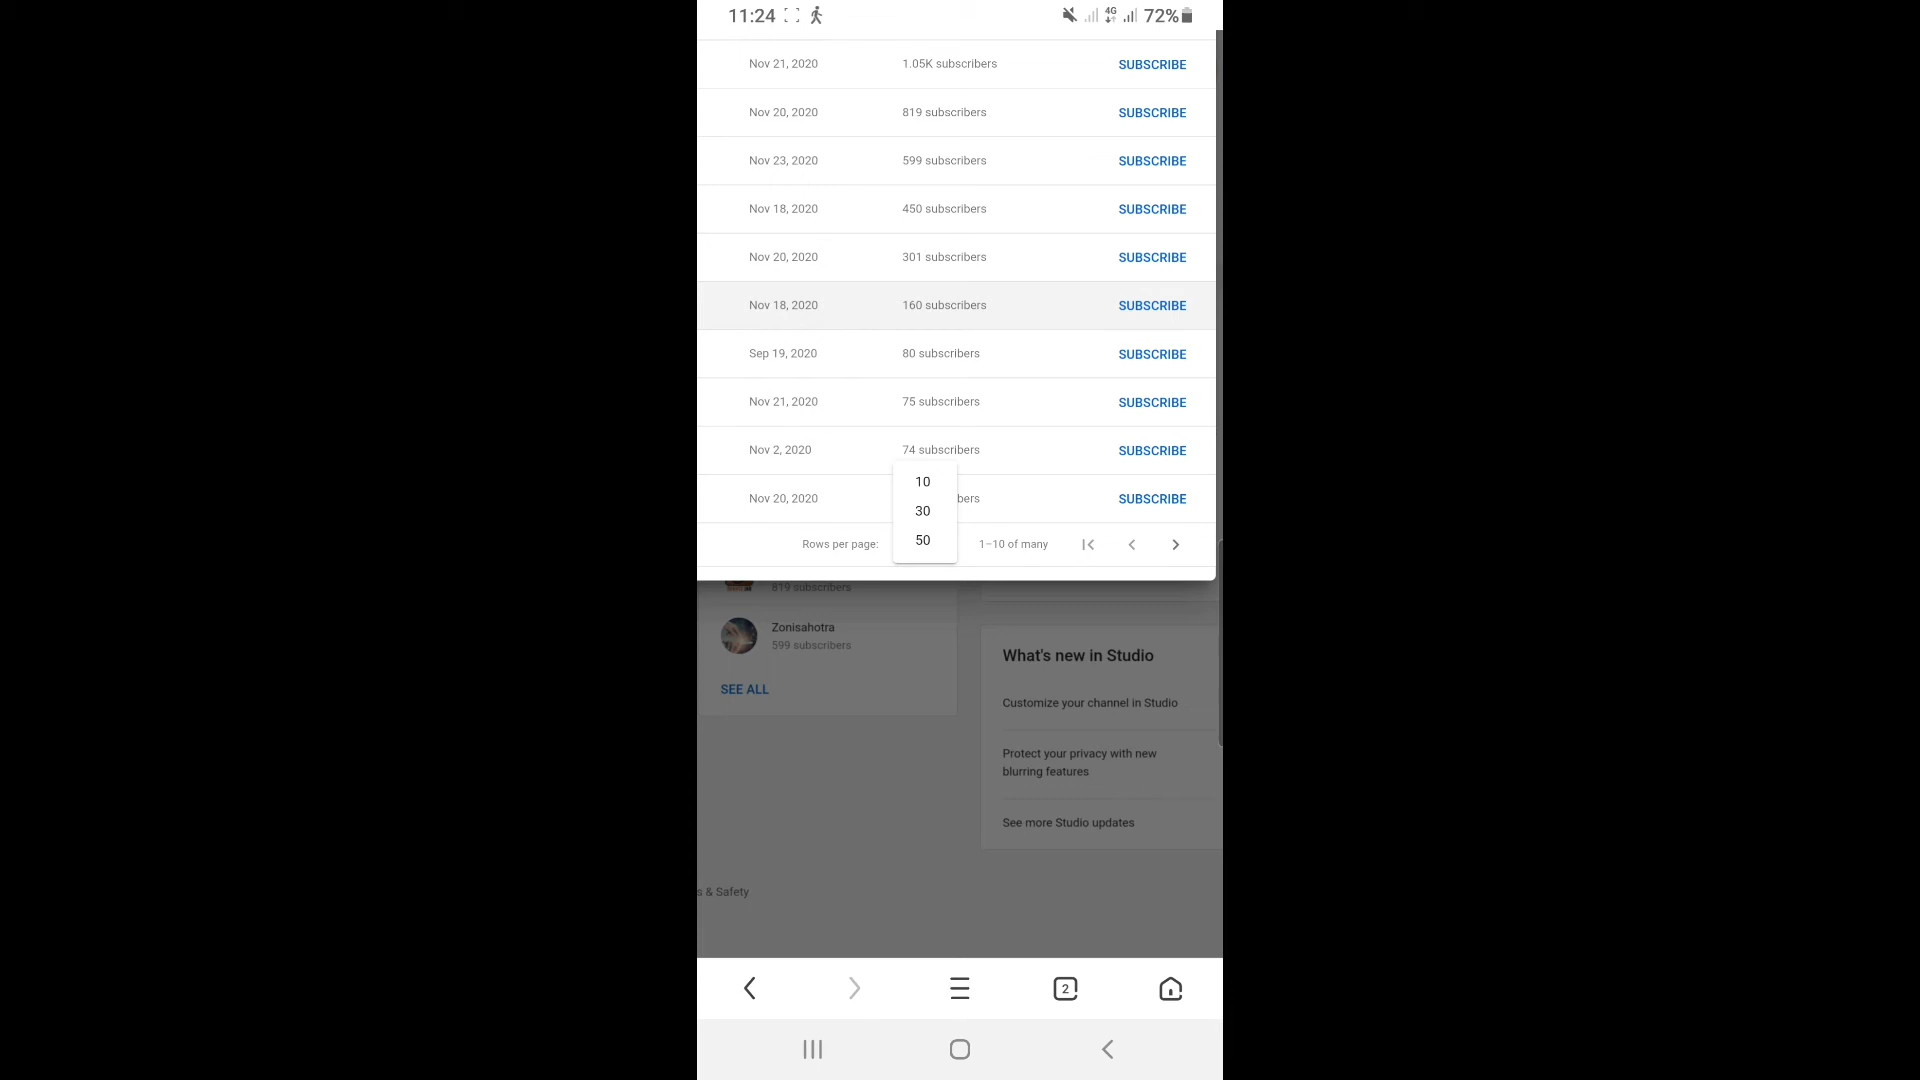 11:24 4G 72%
Nov 21, 2020 1.05K subscribers SUBSCRIBE
Nov 20, 2020 819 subscribers SUBSCRIBE
Nov 23, 2020 599 subscribers SUBSCRIBE
Nov 18, 2020 450 subscribers SUBSCRIBE
Nov 20, 2020 301 subscribers SUBSCRIBE
Nov 18, 2020 160 subscribers SUBSCRIBE
Sep 19, 2020 80 subscribers SUBSCRIBE
Nov 21, 2020 75 subscribers SUBSCRIBE
Nov 2, 2020 74 subscribers SUBSCRIBE
10
Nov 20, 2020 bers SUBSCRIBE
30
50
Rows per page: 1–10 of many
819 subscribers
Zonisahotra
599 subscribers
SEE ALL
What's new in Studio
Customize your channel in Studio
Protect your privacy with new
blurring features
See more Studio updates
s & Safety
2